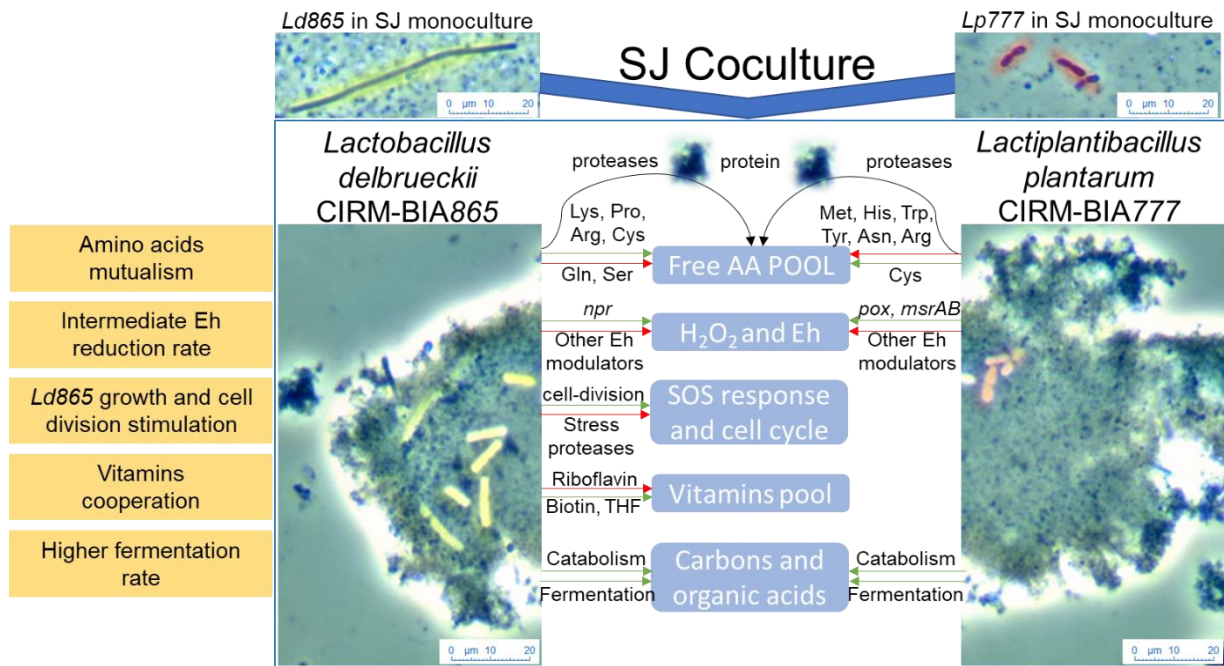 Ld865 in SJ monoculture
Lp777 in SJ monoculture
0 µm 10 20
SJ Coculture
0 µm 10 20
Lactobacillus
delbrueckii
CIRM-BIA865
proteases
protein
proteases
Lactiplantibacillus
plantarum
CIRM-BIA777
Amino acids
mutualism
Lys, Pro,
Arg, Cys
Gln, Ser
Free AA POOL
Met, His, Trp,
Tyr, Asn, Arg
Cys
Intermediate Eh
reduction rate
npr
Other Eh
modulators
H₂O₂ and Eh
pox, msrAB
Other Eh
modulators
Ld865 growth and cell
division stimulation
cell-division
Stress
proteases
SOS response
and cell cycle
Vitamins
cooperation
Riboflavin
Biotin, THF
Vitamins pool
Higher fermentation
rate
Catabolism
Fermentation
Carbons and
organic acids
Catabolism
Fermentation
0 µm 10 20
0 µm 10 20